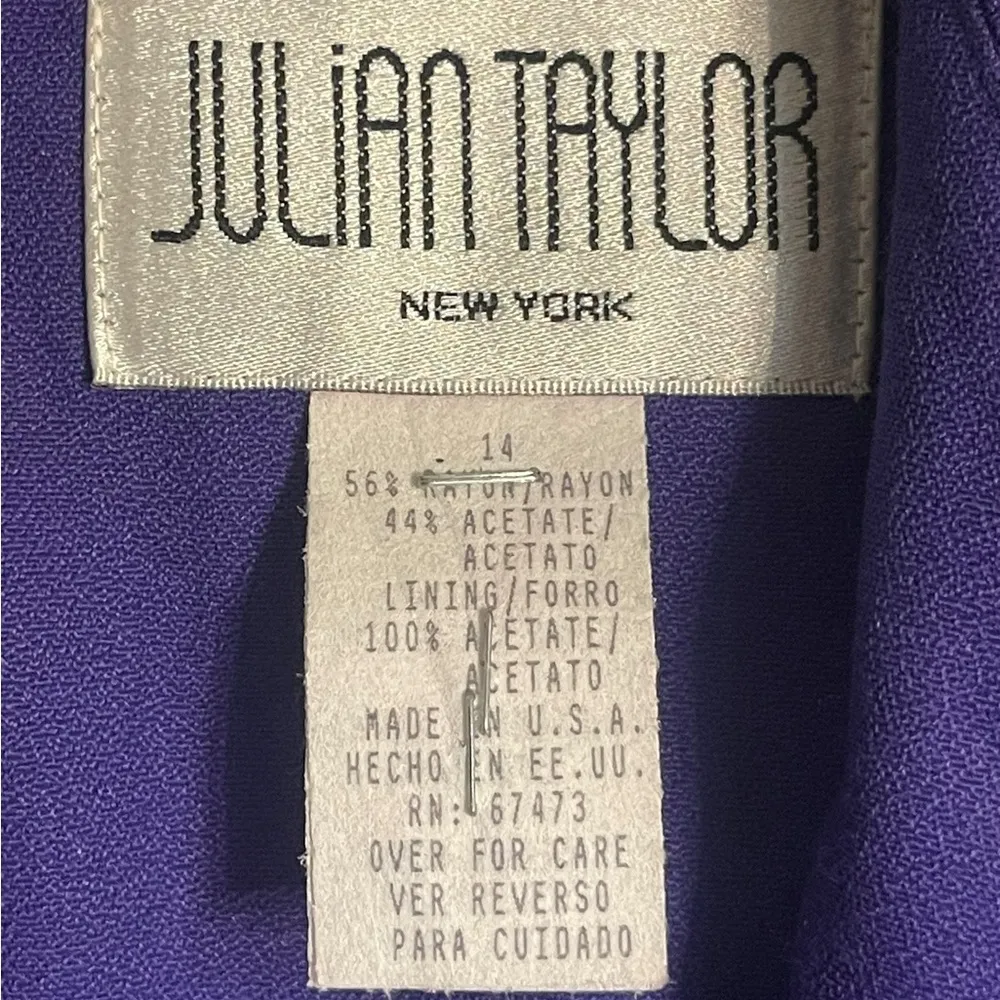 JULiAN TAYLOR
NEW YORK
14
56% RAYON/RAYON
44% ACETATE/
ACETATO
LINING/FORRO
100% ACETATE/
ACETATO
MADE IN U.S.A.
HECHO EN EE.UU.
RN: 67473
OVER FOR CARE
VER REVERSO
PARA CUIDADO